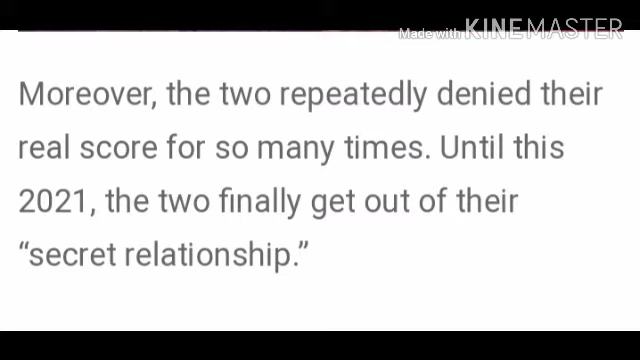 Made with KINEMASTER
Moreover, the two repeatedly denied their
real score for so many times. Until this
2021, the two finally get out of their
“secret relationship.”